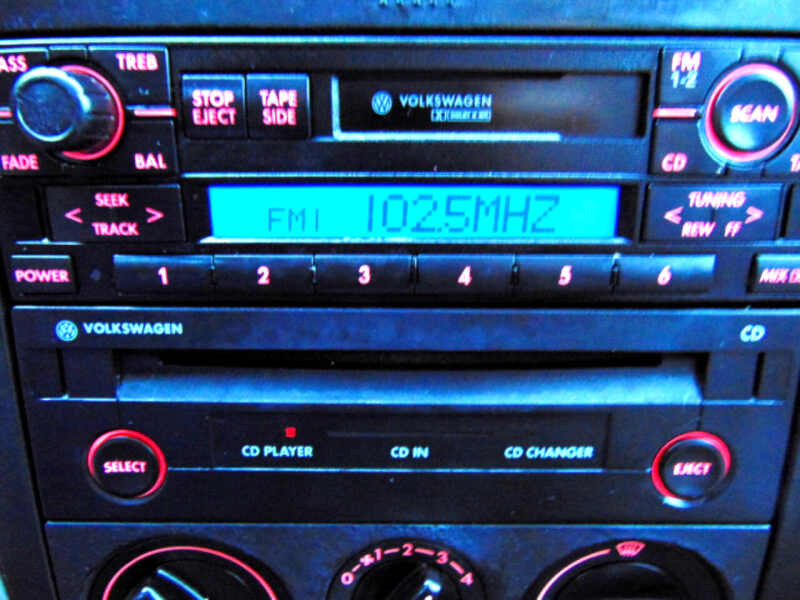 ASS TREB
FADE BAL
STOP
EJECT
TAPE
SIDE
VOLKSWAGEN
FM
1·2
SCAN
CD
SEEK
< >
TRACK
FM1 102.5MHZ
TUNING
< >
REW FF
POWER
1 2 3 4 5 6
MIX
VOLKSWAGEN CD
SELECT
CD PLAYER CD IN CD CHANGER
EJECT
0 1 2 3 4